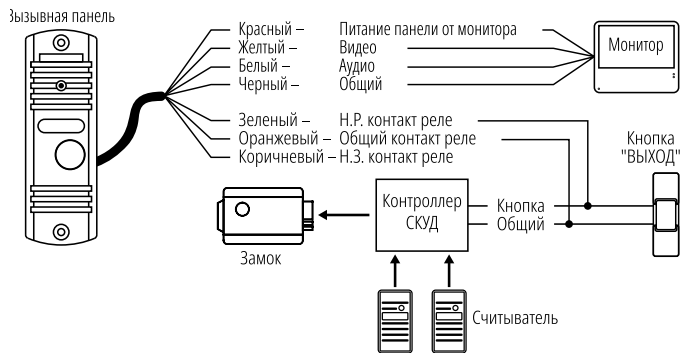 Вызывная панель
Красный – Питание панели от монитора
Желтый – Видео
Белый – Аудио
Черный – Общий
Монитор
Зеленый – Н.Р. контакт реле
Оранжевый – Общий контакт реле
Коричневый – Н.З. контакт реле
Кнопка
"ВЫХОД"
Контроллер
СКУД
Кнопка
Общий
Замок
Считыватель